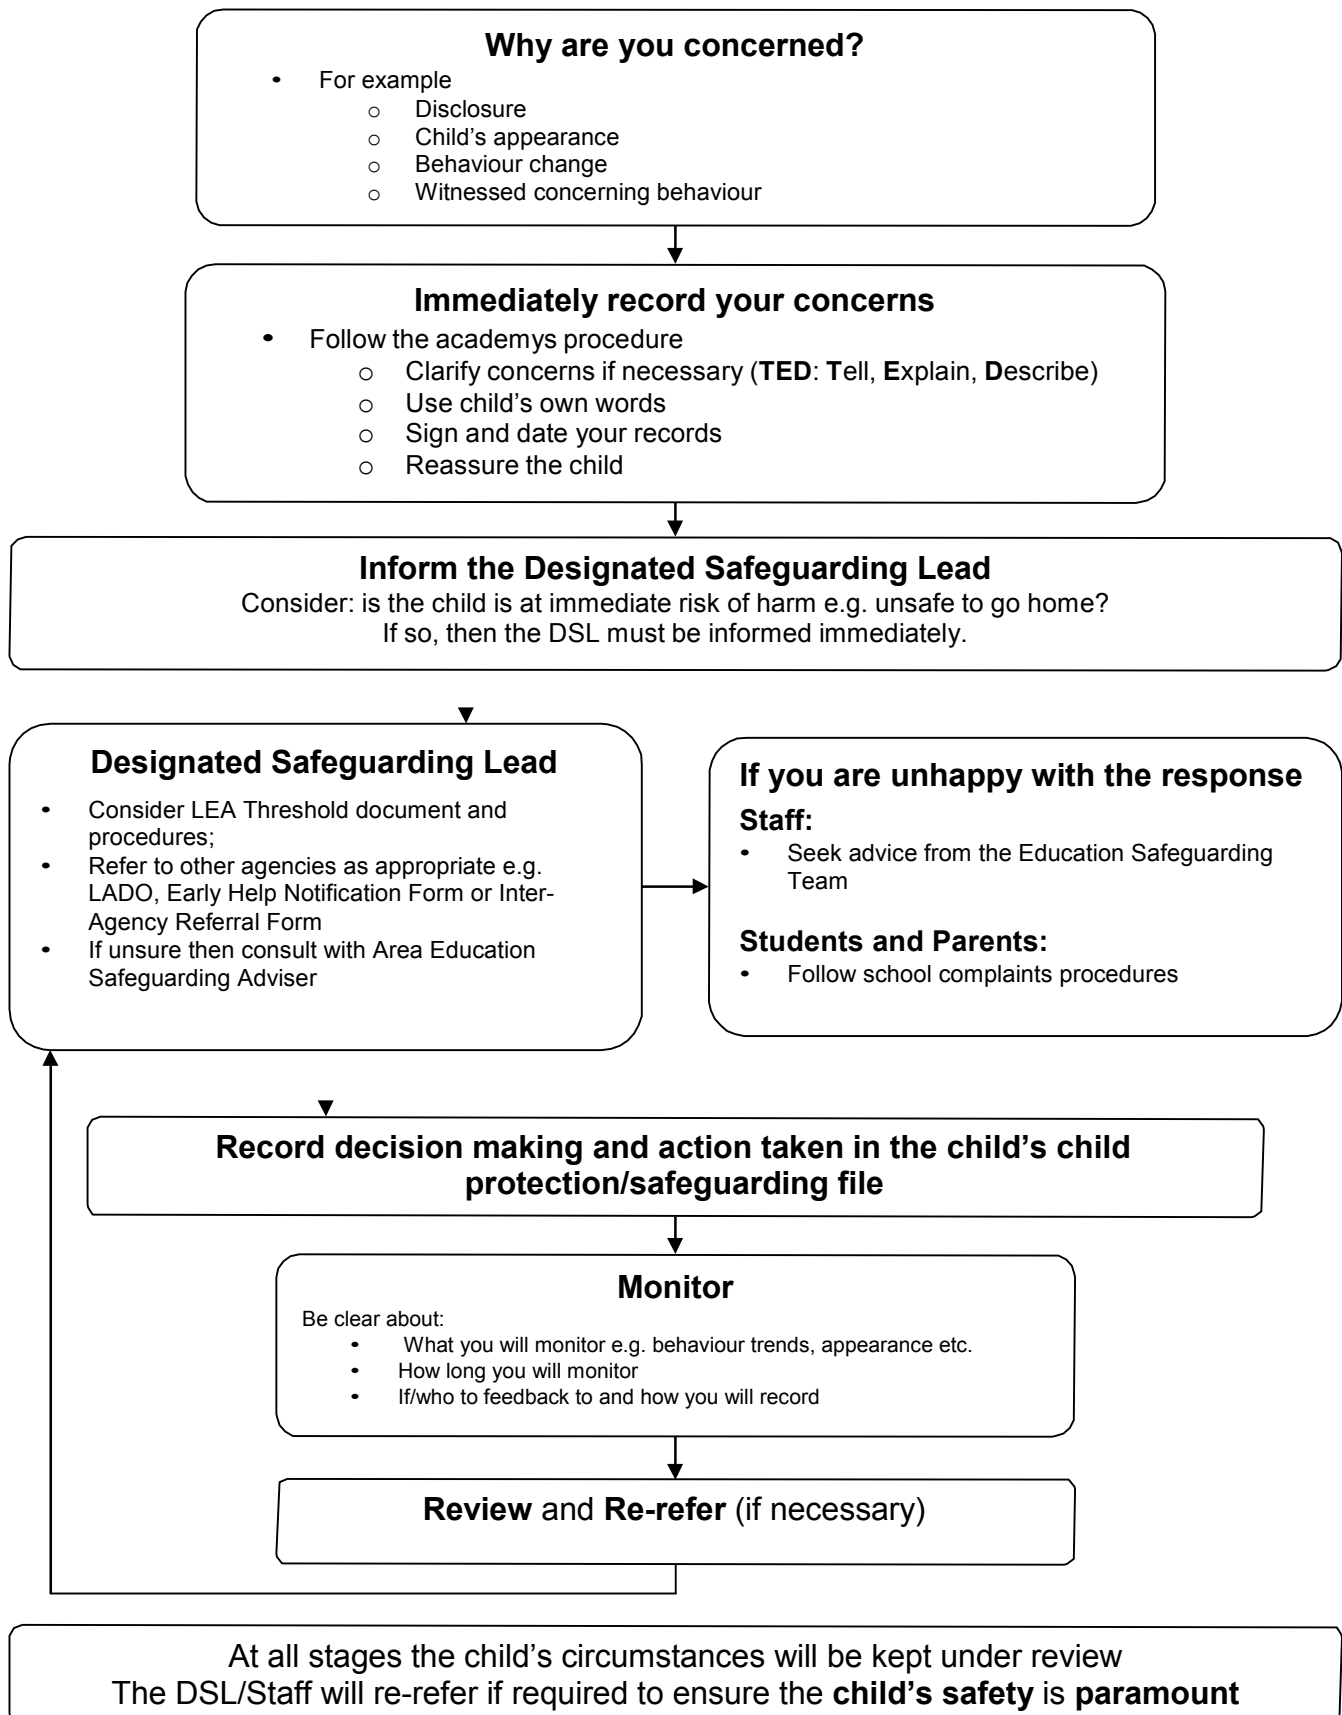 Why are you concerned?
• For example
o Disclosure
o Child’s appearance
o Behaviour change
o Witnessed concerning behaviour
Immediately record your concerns
• Follow the academys procedure
o Clarify concerns if necessary (TED: Tell, Explain, Describe)
o Use child’s own words
o Sign and date your records
o Reassure the child
Inform the Designated Safeguarding Lead
Consider: is the child is at immediate risk of harm e.g. unsafe to go home?
If so, then the DSL must be informed immediately.
Designated Safeguarding Lead
• Consider LEA Threshold document and
procedures;
• Refer to other agencies as appropriate e.g.
LADO, Early Help Notification Form or Inter-
Agency Referral Form
• If unsure then consult with Area Education
Safeguarding Adviser
If you are unhappy with the response
Staff:
• Seek advice from the Education Safeguarding
Team
Students and Parents:
• Follow school complaints procedures
Record decision making and action taken in the child’s child
protection/safeguarding file
Monitor
Be clear about:
• What you will monitor e.g. behaviour trends, appearance etc.
• How long you will monitor
• If/who to feedback to and how you will record
Review and Re-refer (if necessary)
At all stages the child’s circumstances will be kept under review
The DSL/Staff will re-refer if required to ensure the child’s safety is paramount